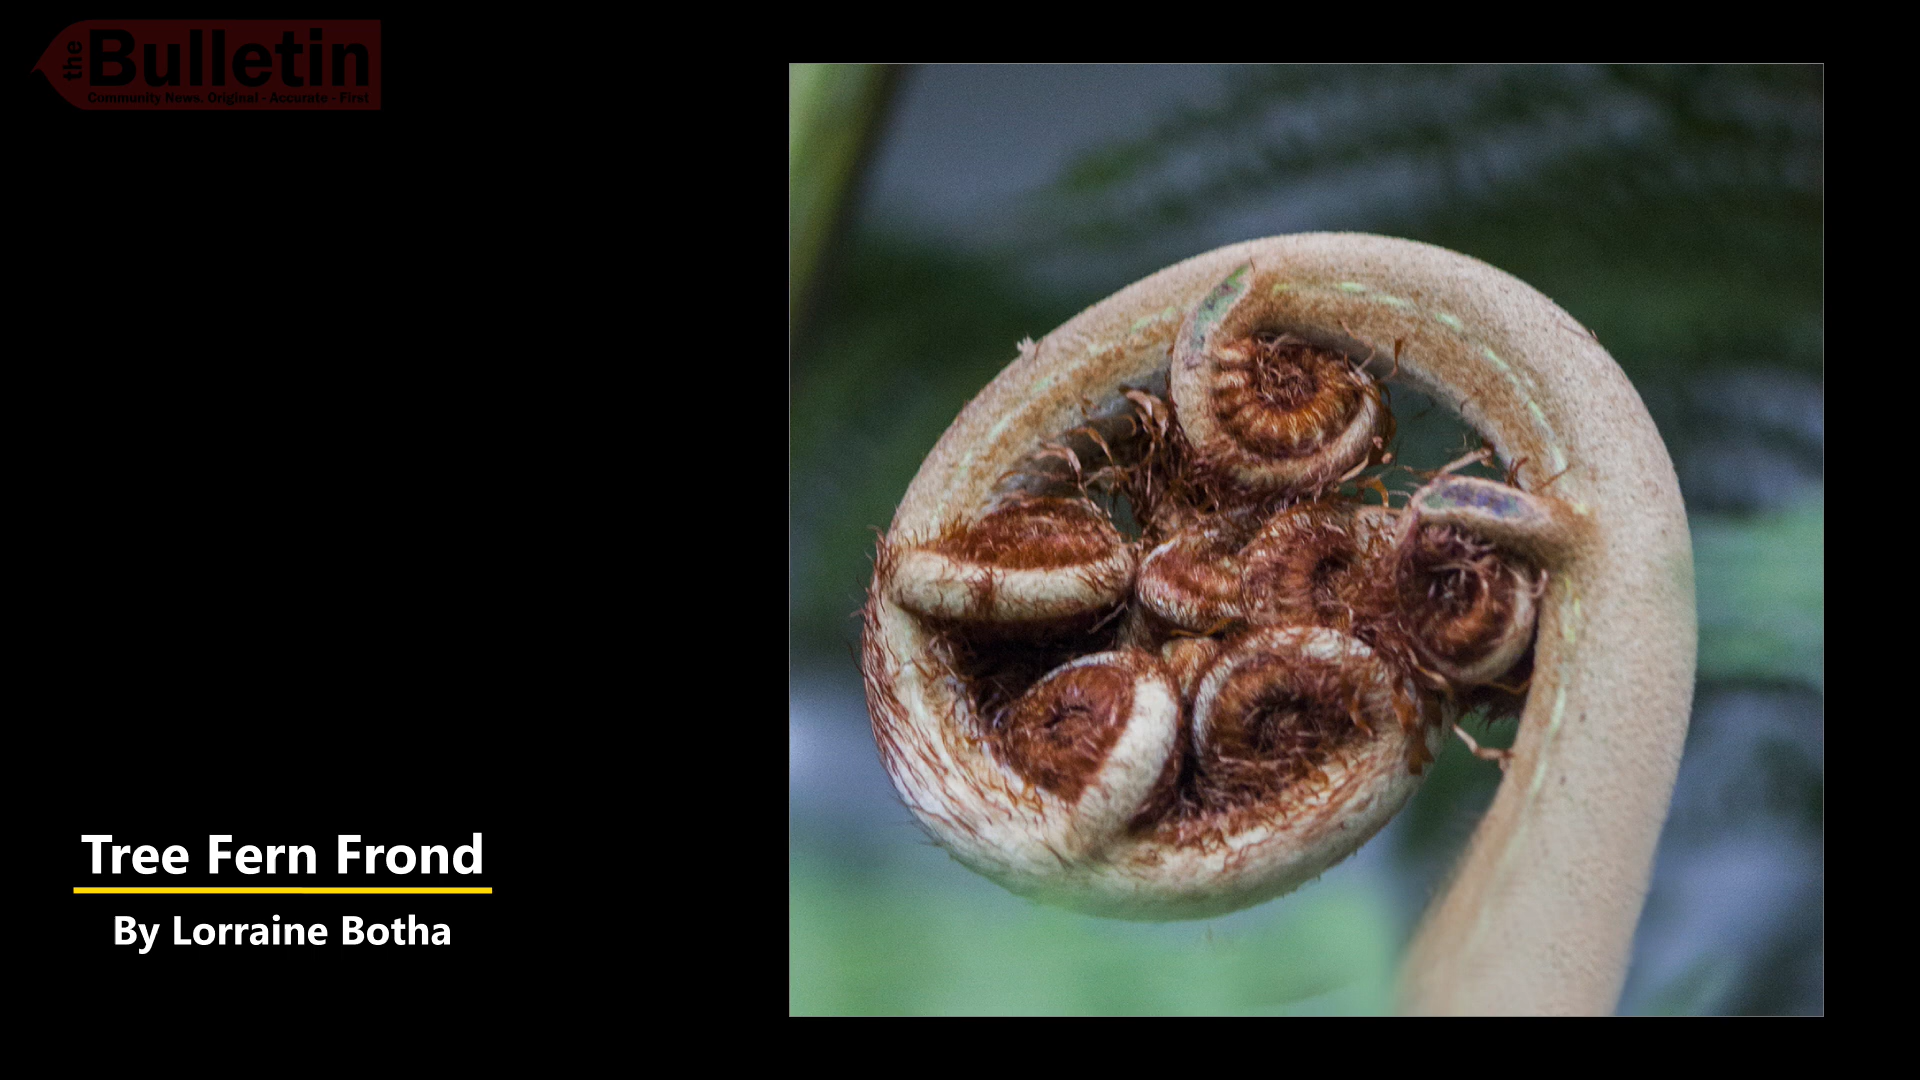 the Bulletin
Community News. Original - Accurate - First
Tree Fern Frond
By Lorraine Botha